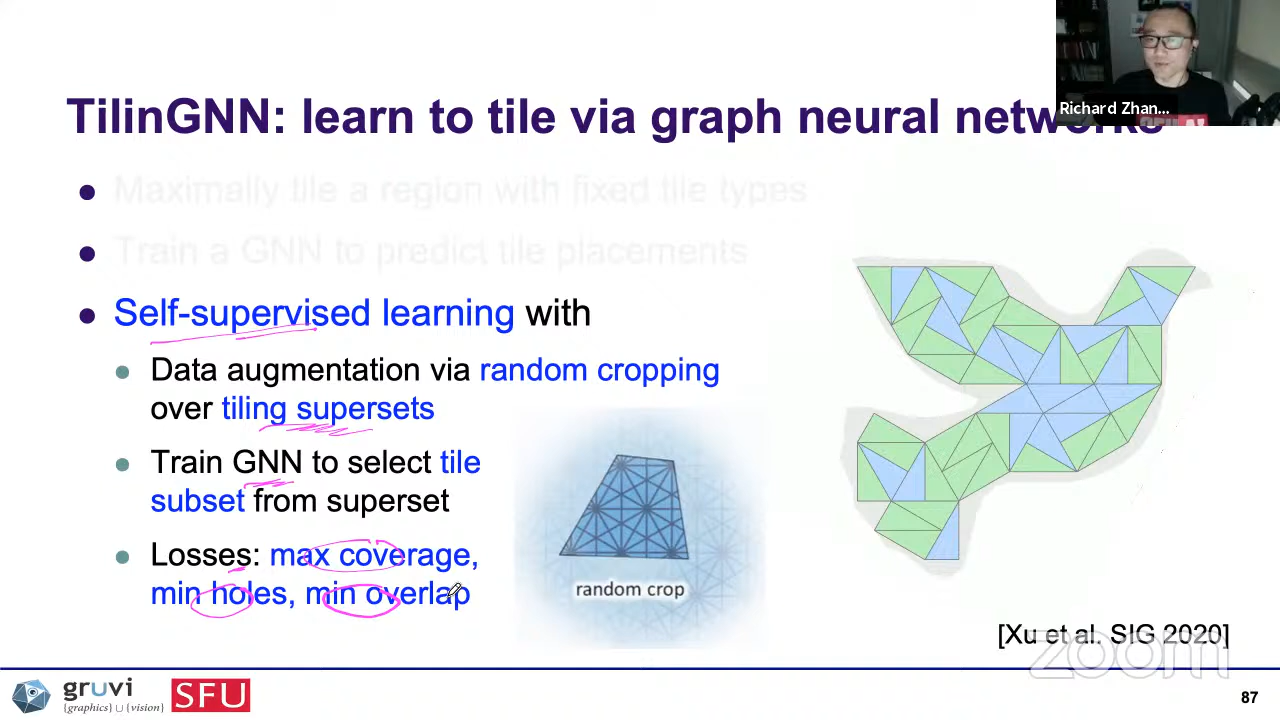 Richard Zhan...
TilinGNN: learn to tile via graph neural networks
Maximally tile a region with fixed tile types
Train a GNN to predict tile placements
Self-supervised learning with
Data augmentation via random cropping
over tiling supersets
Train GNN to select tile
subset from superset
Losses: max coverage,
min holes, min overlap
random crop
[Xu et al. SIG 2020]
zoom
gruvi
{graphics} ∪ {vision}
SFU
87